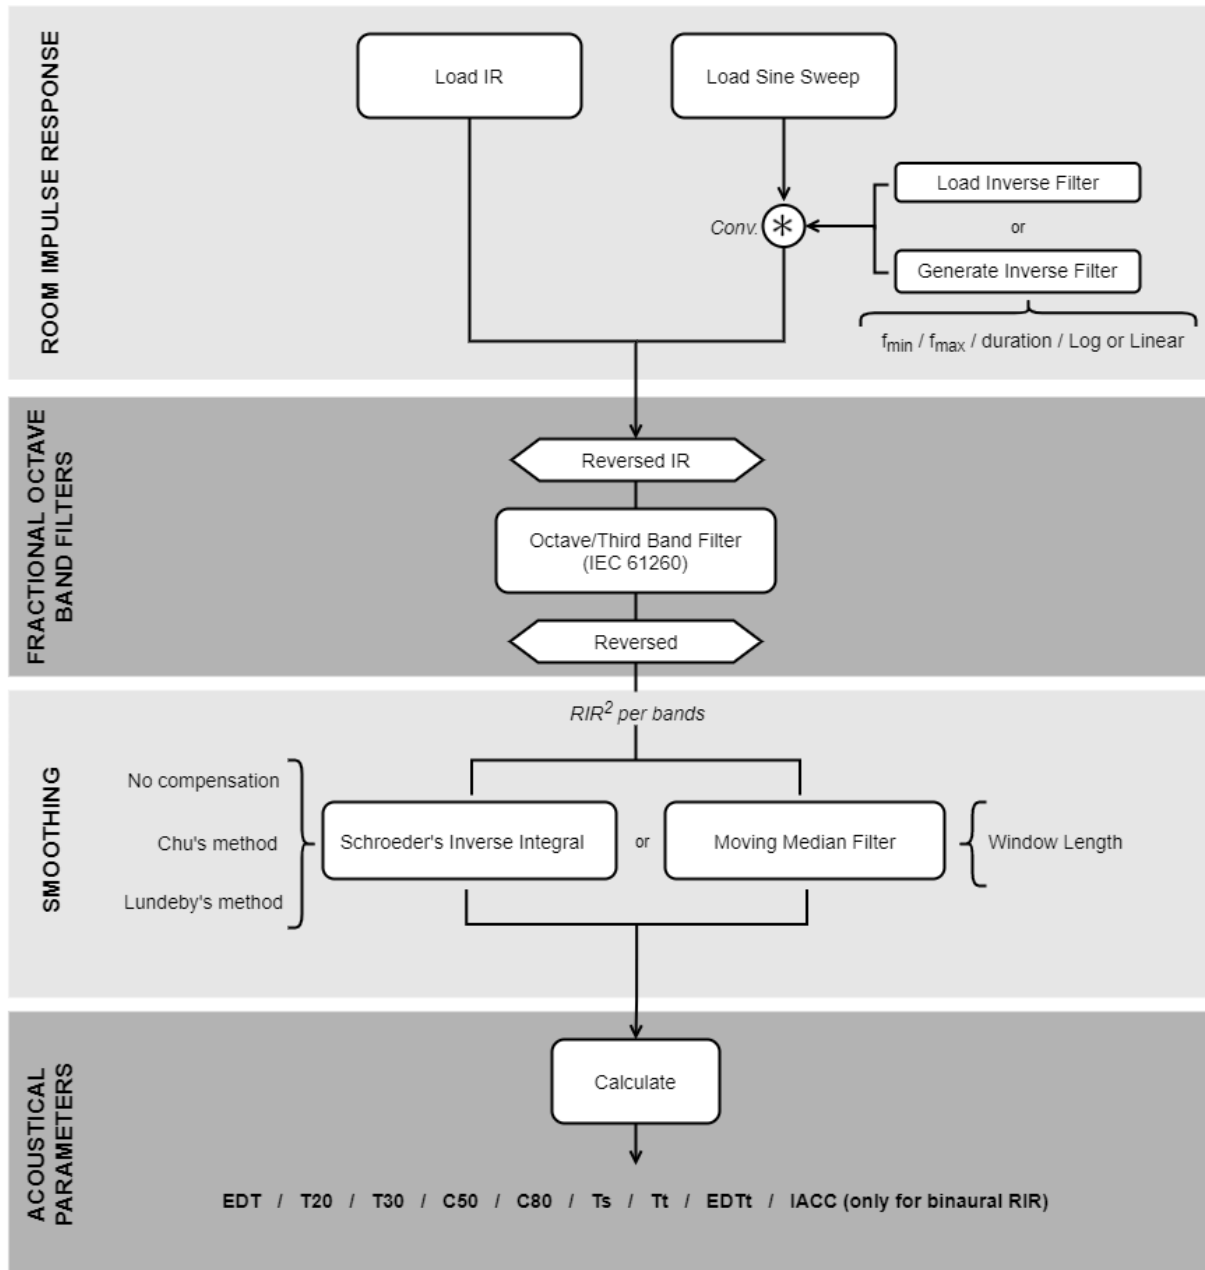 ROOM IMPULSE RESPONSE
Load IR
Load Sine Sweep
Load Inverse Filter
Conv.
*
or
Generate Inverse Filter
fmin / fmax / duration / Log or Linear
FRACTIONAL OCTAVE
BAND FILTERS
Reversed IR
Octave/Third Band Filter
(IEC 61260)
Reversed
SMOOTHING
RIR² per bands
No compensation
Chu's method
Lundeby's method
Schroeder's Inverse Integral
or
Moving Median Filter
Window Length
ACOUSTICAL
PARAMETERS
Calculate
EDT / T20 / T30 / C50 / C80 / Ts / Tt / EDTt / IACC (only for binaural RIR)